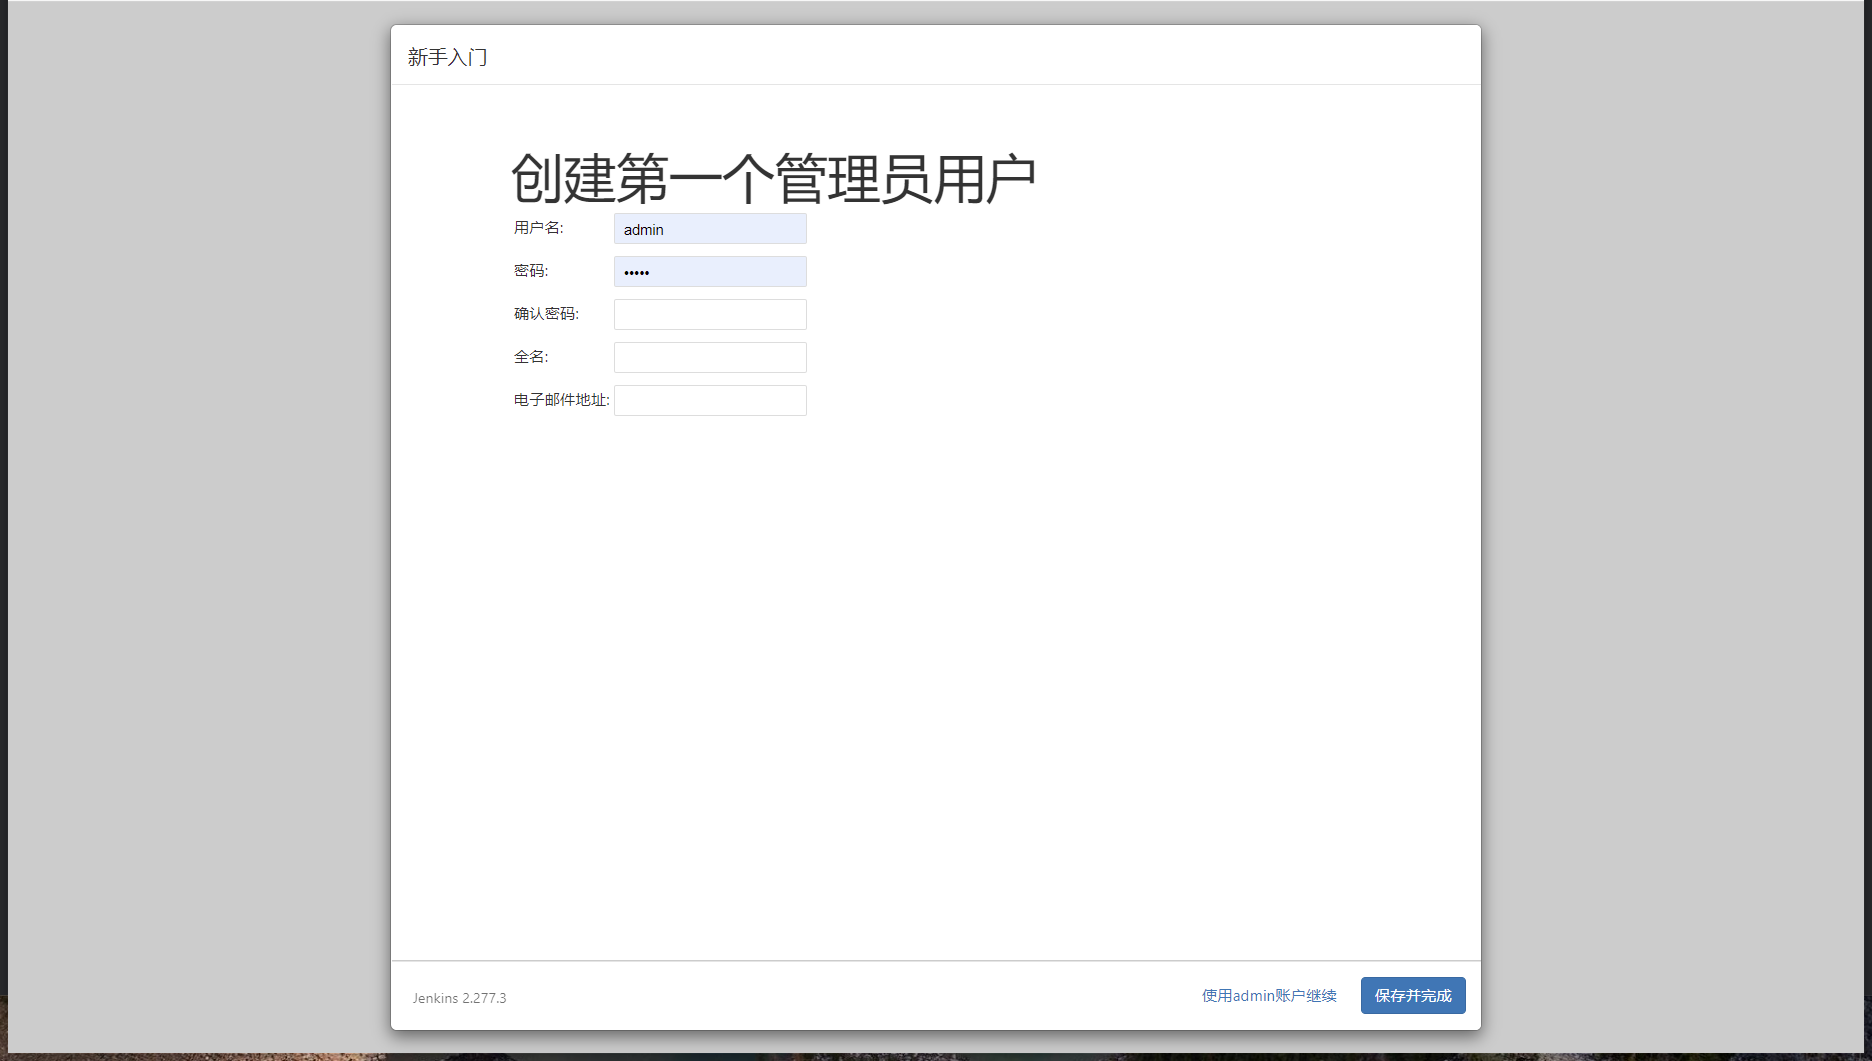 新手入门
创建第一个管理员用户
用户名: admin
密码: •••••
确认密码:
全名:
电子邮件地址:
Jenkins 2.277.3
使用admin账户继续
保存并完成